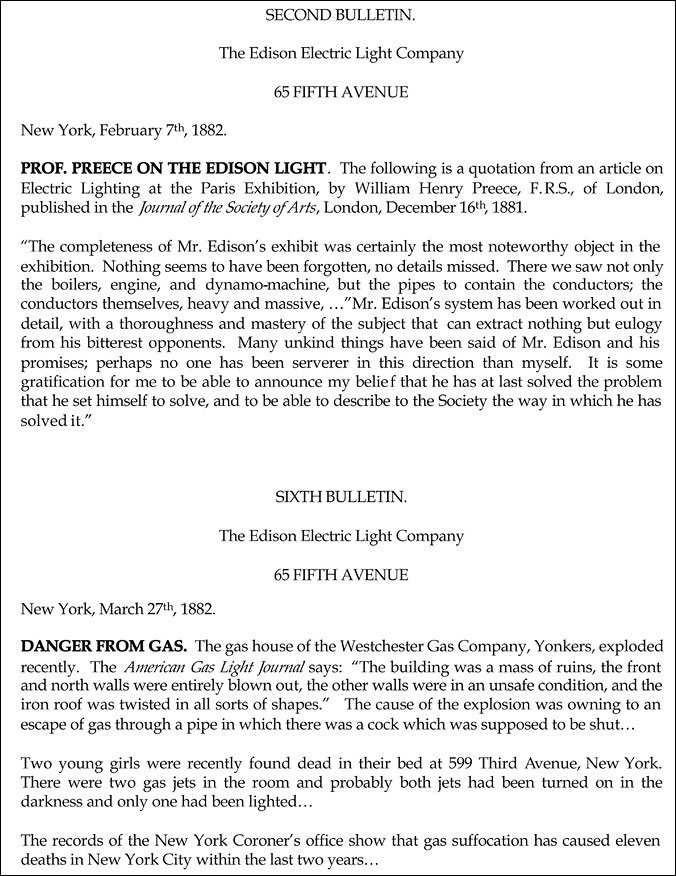 SECOND BULLETIN.
The Edison Electric Light Company
65 FIFTH AVENUE
New York, February 7th, 1882.
PROF. PREECE ON THE EDISON LIGHT. The following is a quotation from an article on
Electric Lighting at the Paris Exhibition, by William Henry Preece, F.R.S., of London,
published in the Journal of the Society of Arts, London, December 16th, 1881.
“The completeness of Mr. Edison’s exhibit was certainly the most noteworthy object in the
exhibition. Nothing seems to have been forgotten, no details missed. There we saw not only
the boilers, engine, and dynamo-machine, but the pipes to contain the conductors; the
conductors themselves, heavy and massive, …”Mr. Edison’s system has been worked out in
detail, with a thoroughness and mastery of the subject that can extract nothing but eulogy
from his bitterest opponents. Many unkind things have been said of Mr. Edison and his
promises; perhaps no one has been serverer in this direction than myself. It is some
gratification for me to be able to announce my belief that he has at last solved the problem
that he set himself to solve, and to be able to describe to the Society the way in which he has
solved it.”
SIXTH BULLETIN.
The Edison Electric Light Company
65 FIFTH AVENUE
New York, March 27th, 1882.
DANGER FROM GAS. The gas house of the Westchester Gas Company, Yonkers, exploded
recently. The American Gas Light Journal says: “The building was a mass of ruins, the front
and north walls were entirely blown out, the other walls were in an unsafe condition, and the
iron roof was twisted in all sorts of shapes.” The cause of the explosion was owning to an
escape of gas through a pipe in which there was a cock which was supposed to be shut…
Two young girls were recently found dead in their bed at 599 Third Avenue, New York.
There were two gas jets in the room and probably both jets had been turned on in the
darkness and only one had been lighted…
The records of the New York Coroner’s office show that gas suffocation has caused eleven
deaths in New York City within the last two years…